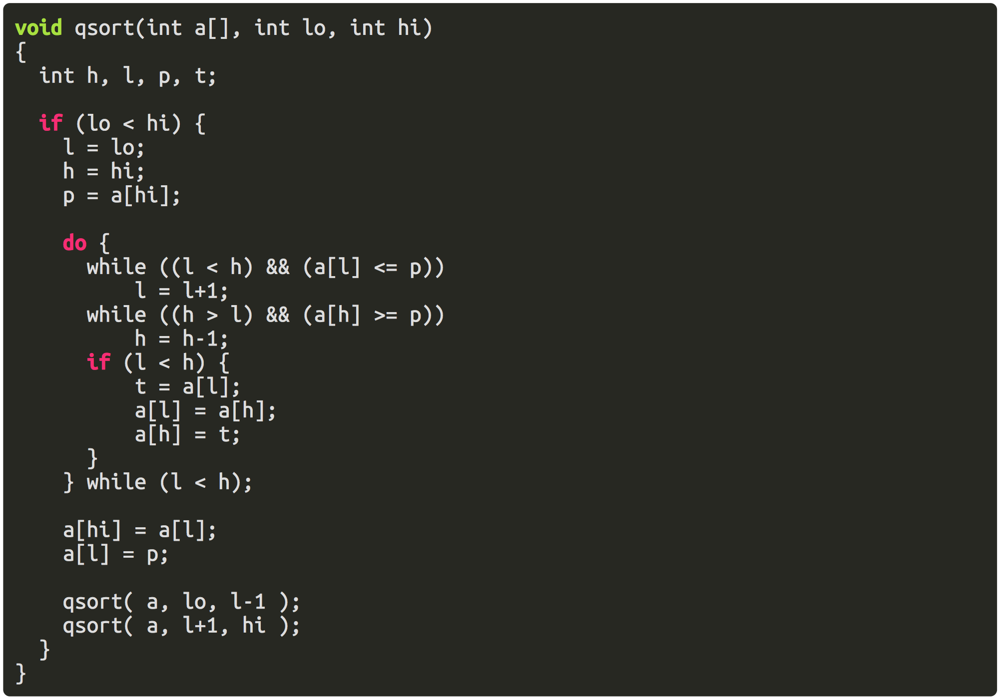 void qsort(int a[], int lo, int hi)
{
  int h, l, p, t;

  if (lo < hi) {
    l = lo;
    h = hi;
    p = a[hi];

    do {
      while ((l < h) && (a[l] <= p))
          l = l+1;
      while ((h > l) && (a[h] >= p))
          h = h-1;
      if (l < h) {
          t = a[l];
          a[l] = a[h];
          a[h] = t;
      }
    } while (l < h);

    a[hi] = a[l];
    a[l] = p;

    qsort( a, lo, l-1 );
    qsort( a, l+1, hi );
  }
}